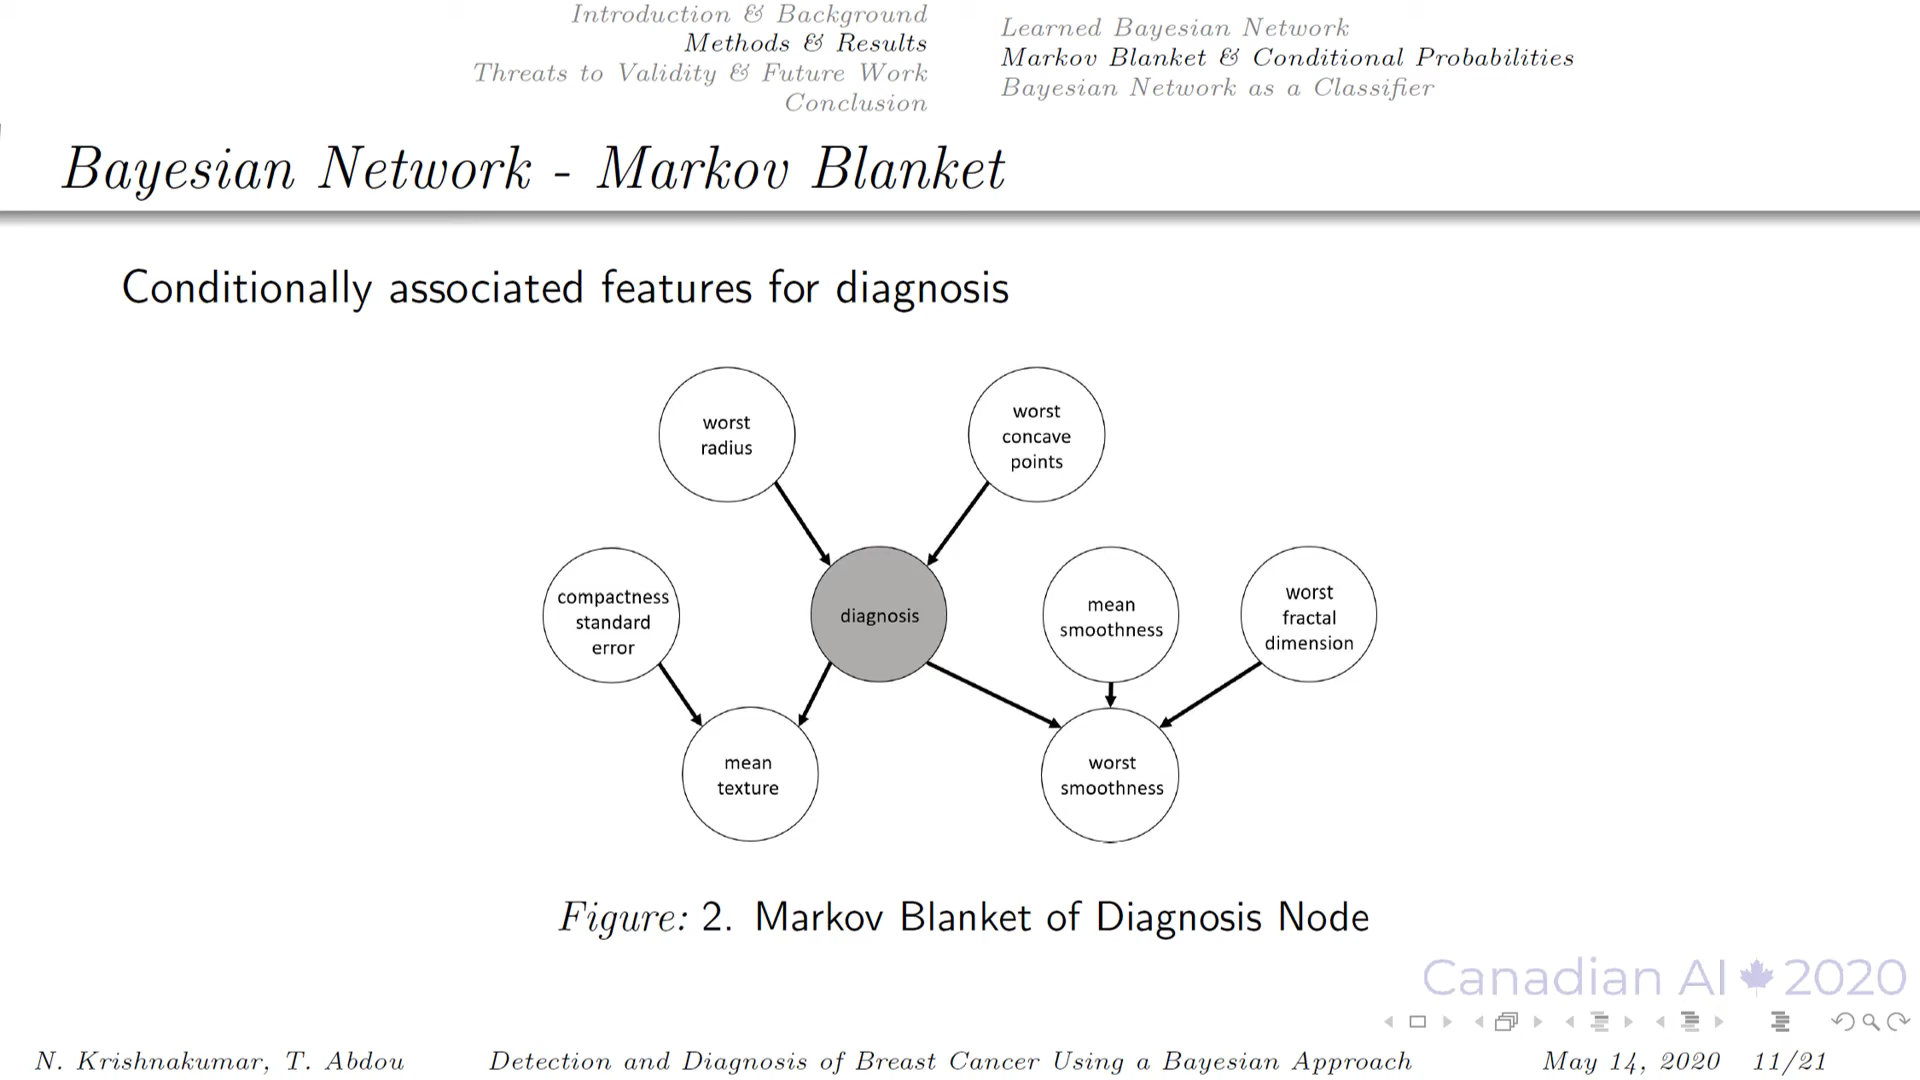 Introduction & Background
Methods & Results
Threats to Validity & Future Work
Conclusion
Learned Bayesian Network
Markov Blanket & Conditional Probabilities
Bayesian Network as a Classifier
Bayesian Network - Markov Blanket
Conditionally associated features for diagnosis
worst
radius
worst
concave
points
compactness
standard
error
diagnosis
mean
smoothness
worst
fractal
dimension
mean
texture
worst
smoothness
Figure: 2. Markov Blanket of Diagnosis Node
Canadian AI 2020
N. Krishnakumar, T. Abdou Detection and Diagnosis of Breast Cancer Using a Bayesian Approach May 14, 2020 11/21